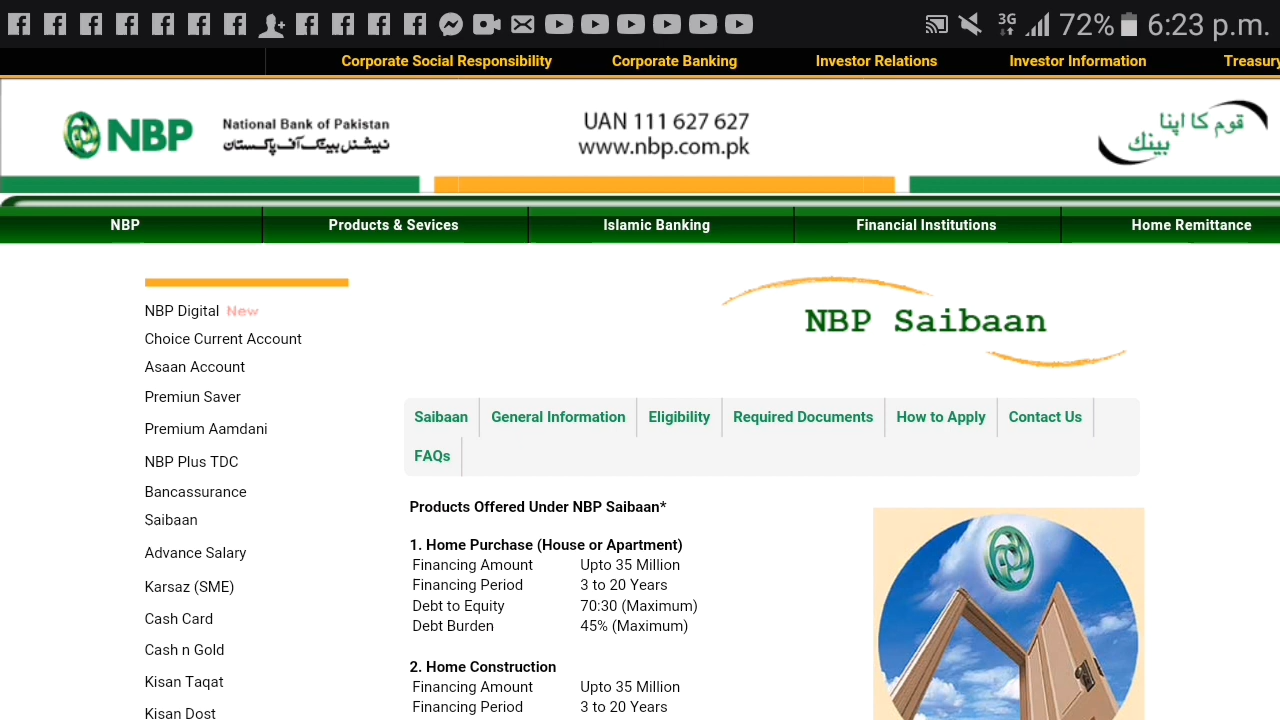 3G 72% 6:23 p.m.
Corporate Social Responsibility Corporate Banking Investor Relations Investor Information Treasury
NBP National Bank of Pakistan
نیشنل بینک آف پاکستان
UAN 111 627 627
www.nbp.com.pk
قوم کا اپنا
بینک
NBP Products & Sevices Islamic Banking Financial Institutions Home Remittance
NBP Digital New
Choice Current Account
Asaan Account
Premiun Saver
Premium Aamdani
NBP Plus TDC
Bancassurance
Saibaan
Advance Salary
Karsaz (SME)
Cash Card
Cash n Gold
Kisan Taqat
Kisan Dost
NBP Saibaan
Saibaan General Information Eligibility Required Documents How to Apply Contact Us
FAQs
Products Offered Under NBP Saibaan*
1. Home Purchase (House or Apartment)
Financing Amount Upto 35 Million
Financing Period 3 to 20 Years
Debt to Equity 70:30 (Maximum)
Debt Burden 45% (Maximum)
2. Home Construction
Financing Amount Upto 35 Million
Financing Period 3 to 20 Years